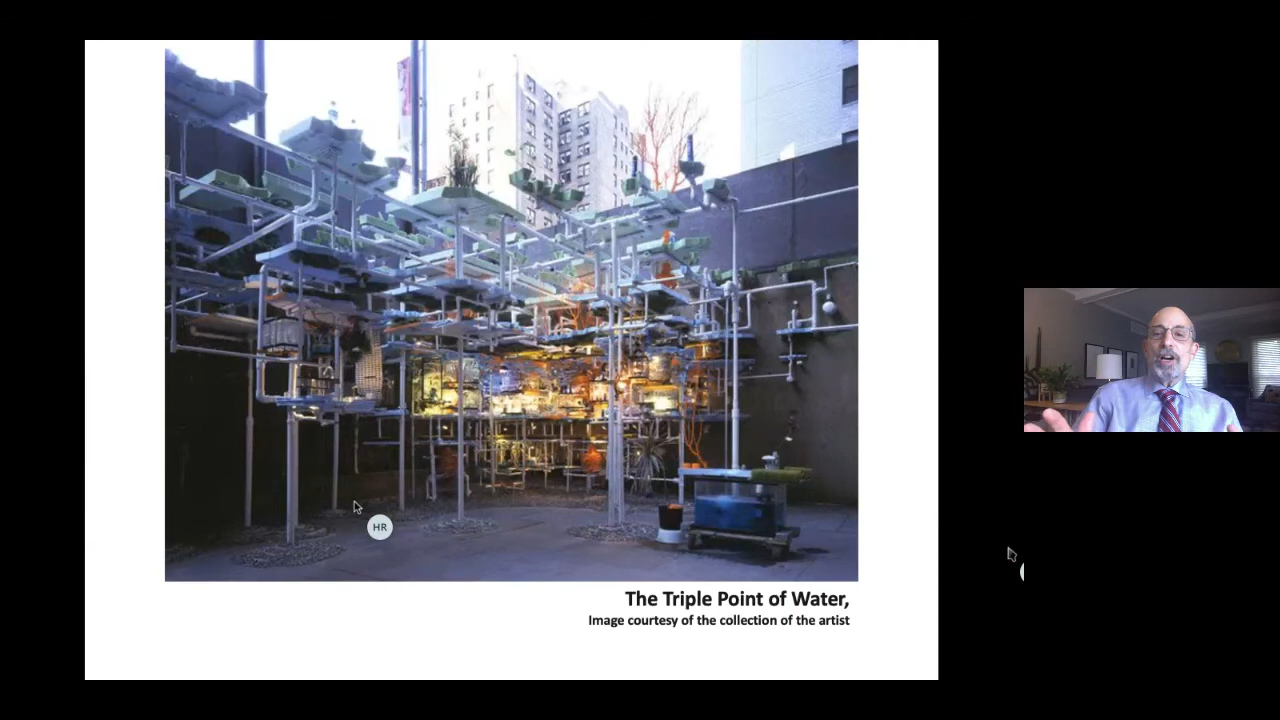 HR
The Triple Point of Water,
Image courtesy of the collection of the artist